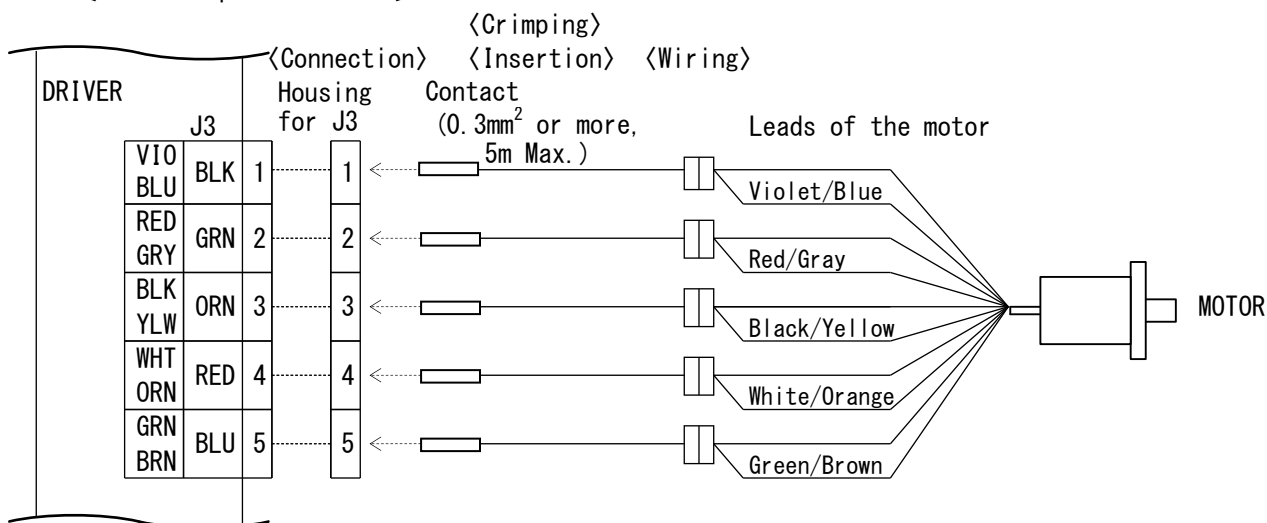 〈Crimping〉
〈Connection〉 〈Insertion〉 〈Wiring〉
DRIVER
Housing
for J3
Contact
(0.3mm² or more,
5m Max.)
Leads of the motor
J3
VIO
BLU
BLK
1
1
Violet/Blue
RED
GRY
GRN
2
2
Red/Gray
BLK
YLW
ORN
3
3
Black/Yellow
MOTOR
WHT
ORN
RED
4
4
White/Orange
GRN
BRN
BLU
5
5
Green/Brown